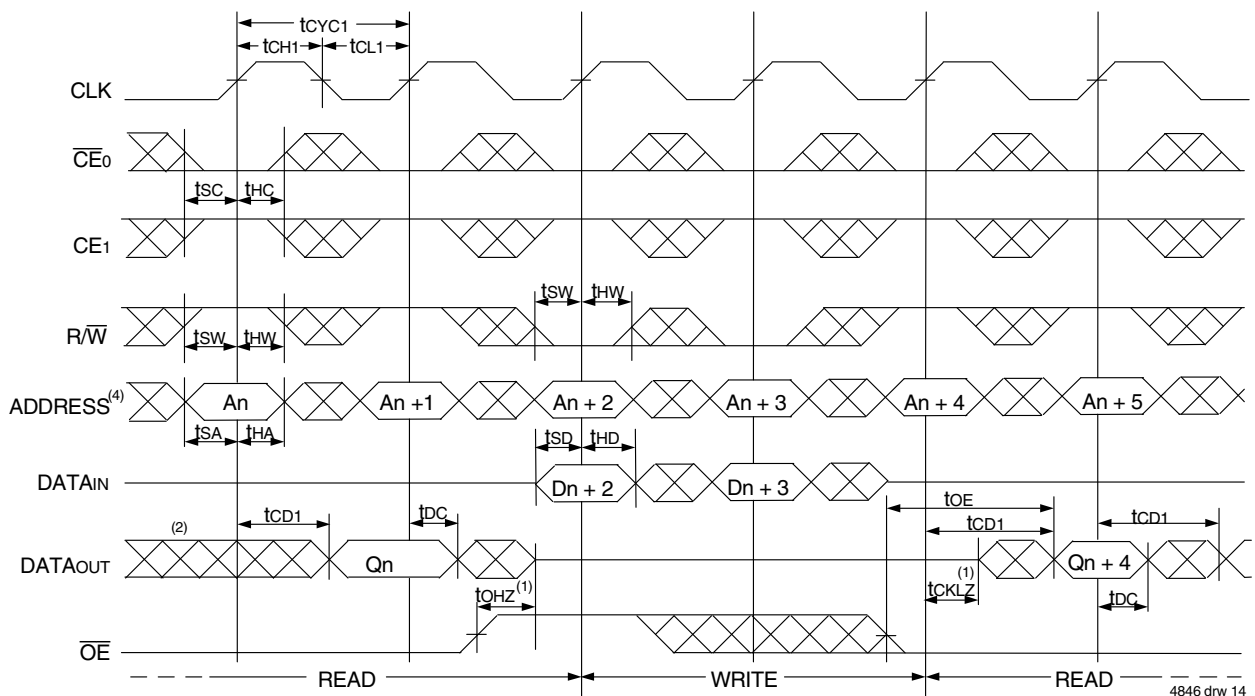 tCYC1
tCH1 tCL1
CLK
CE0
tSC tHC
CE1
tSW tHW
R/W
tSW tHW
ADDRESS(4) An An +1 An + 2 An + 3 An + 4 An + 5
tSA tHA tSD tHD
DATAIN Dn + 2 Dn + 3
tOE
(2) tCD1 tDC tCD1 tCD1
DATAOUT Qn Qn + 4
tOHZ(1) tCKLZ(1) tDC
OE
READ WRITE READ
4846 drw 14